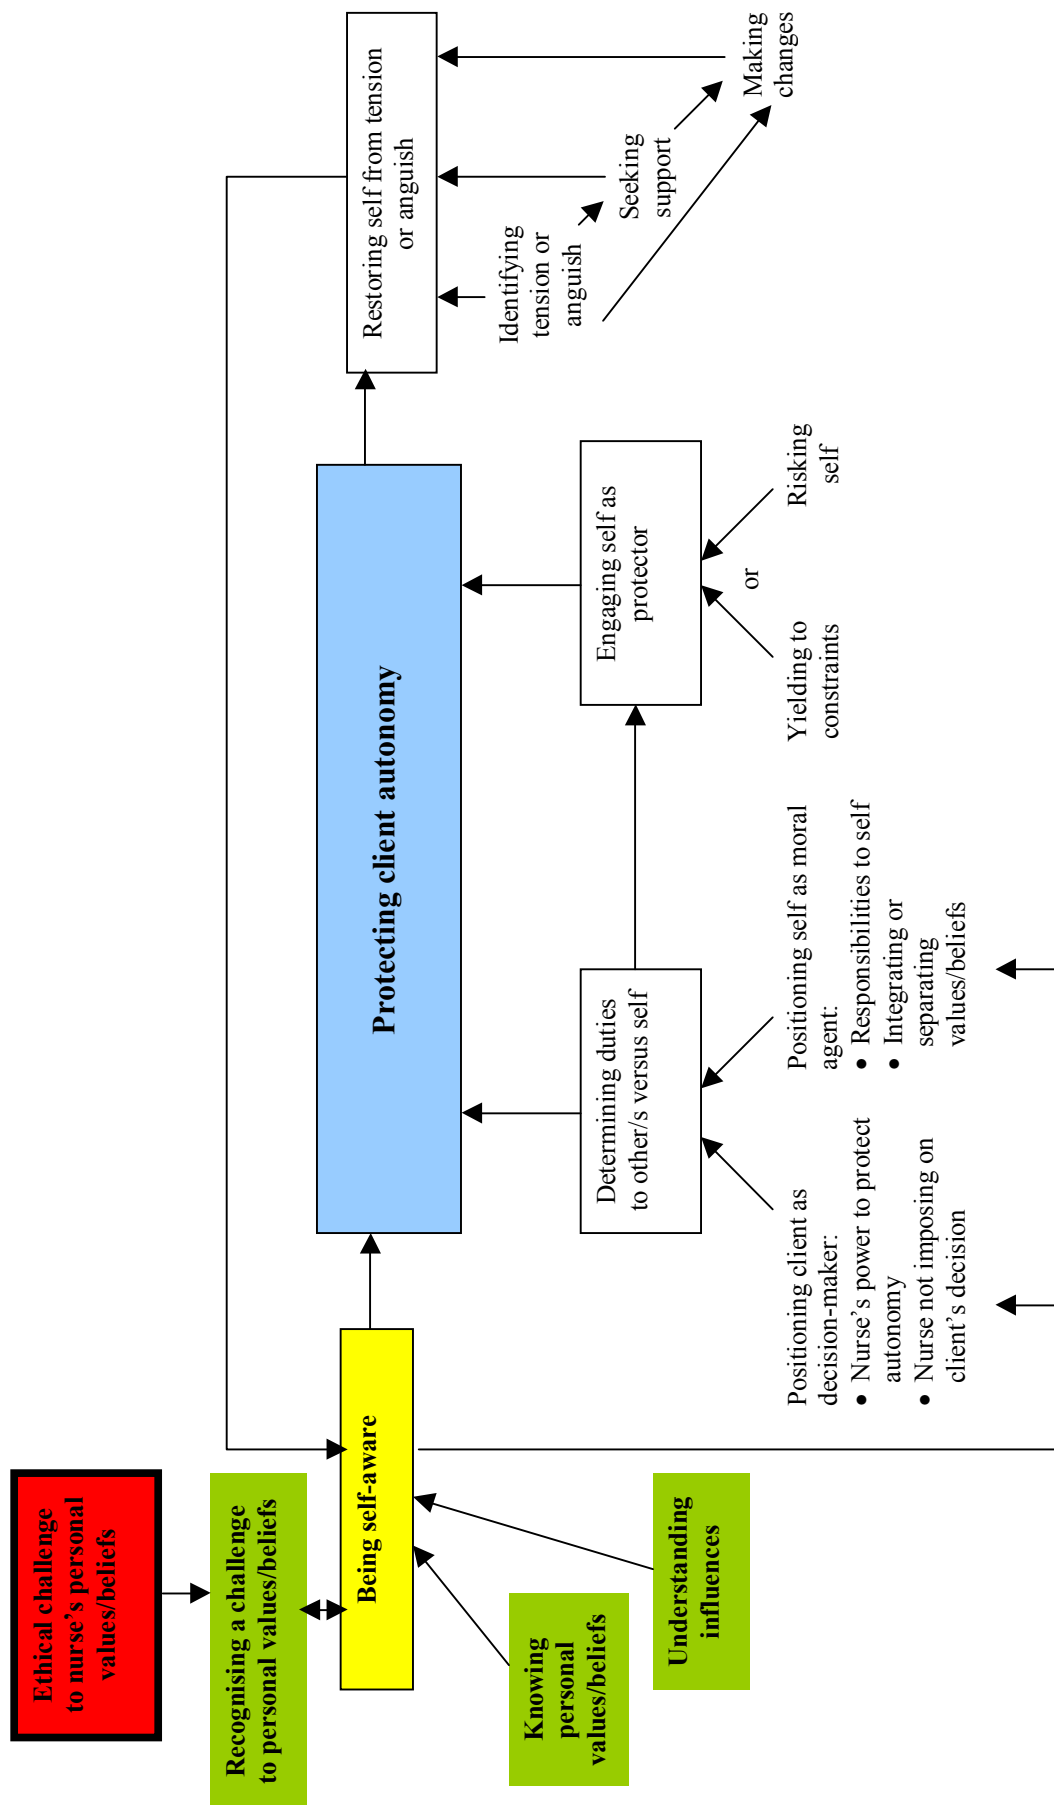 Ethical challenge
to nurse's personal
values/beliefs
Recognising a challenge
to personal values/beliefs
Being self-aware
Knowing
personal
values/beliefs
Understanding
influences
Protecting client autonomy
Determining duties
to other/s versus self
Positioning client as
decision-maker:
• Nurse's power to protect
autonomy
• Nurse not imposing on
client's decision
Positioning self as moral
agent:
• Responsibilities to self
• Integrating or
separating
values/beliefs
Engaging self as
protector
Yielding to
constraints
or
Risking
self
Restoring self from tension
or anguish
Identifying
tension or
anguish
Seeking
support
Making
changes